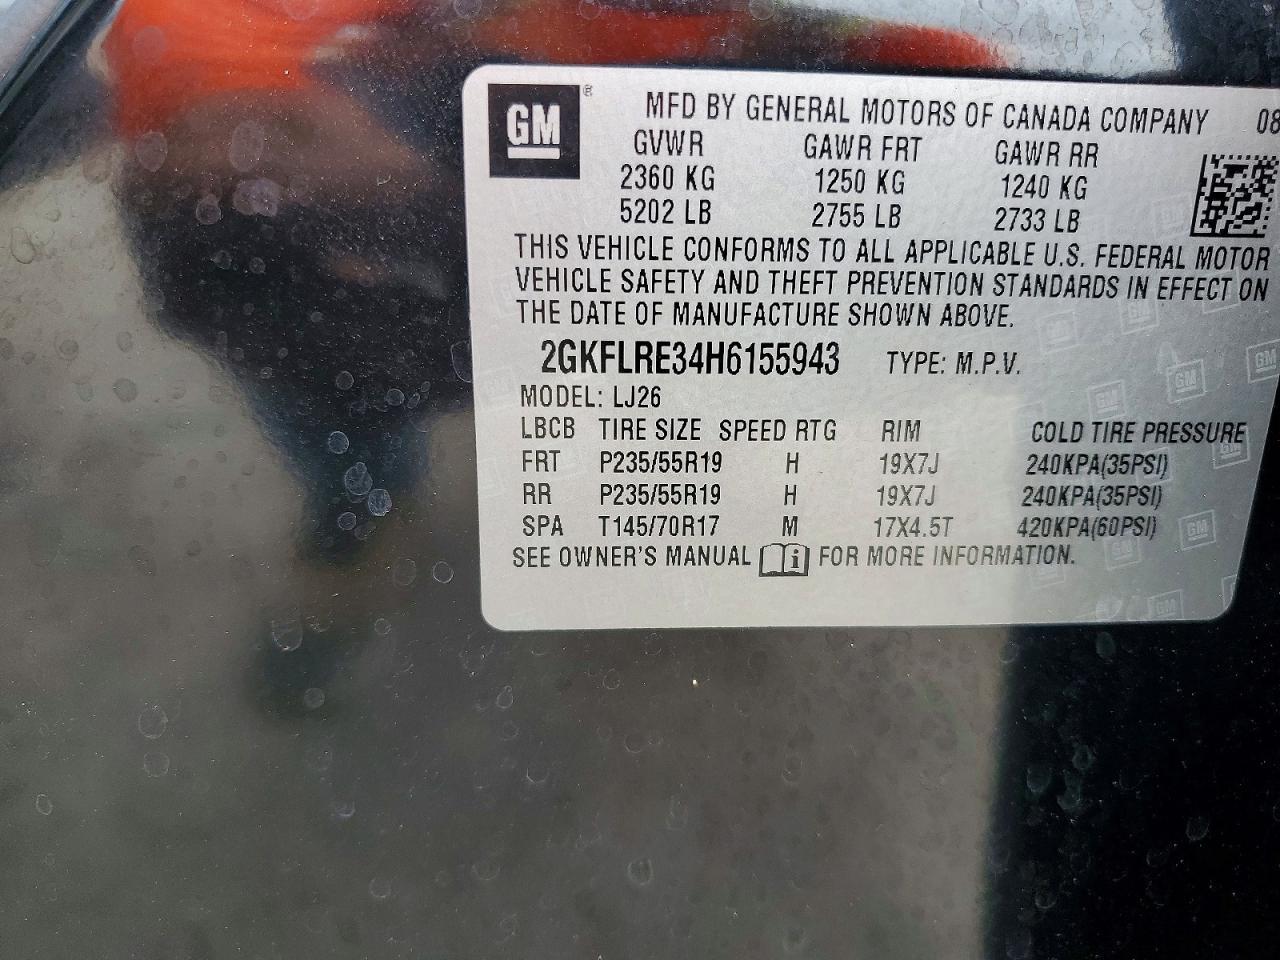 GM® MFD BY GENERAL MOTORS OF CANADA COMPANY 08
GVWR GAWR FRT GAWR RR
2360 KG 1250 KG 1240 KG
5202 LB 2755 LB 2733 LB
THIS VEHICLE CONFORMS TO ALL APPLICABLE U.S. FEDERAL MOTOR
VEHICLE SAFETY AND THEFT PREVENTION STANDARDS IN EFFECT ON
THE DATE OF MANUFACTURE SHOWN ABOVE.
2GKFLRE34H6155943 TYPE: M.P.V.
MODEL: LJ26
LBCB TIRE SIZE SPEED RTG RIM COLD TIRE PRESSURE
FRT P235/55R19 H 19X7J 240KPA(35PSI)
RR P235/55R19 H 19X7J 240KPA(35PSI)
SPA T145/70R17 M 17X4.5T 420KPA(60PSI)
SEE OWNER'S MANUAL i FOR MORE INFORMATION.